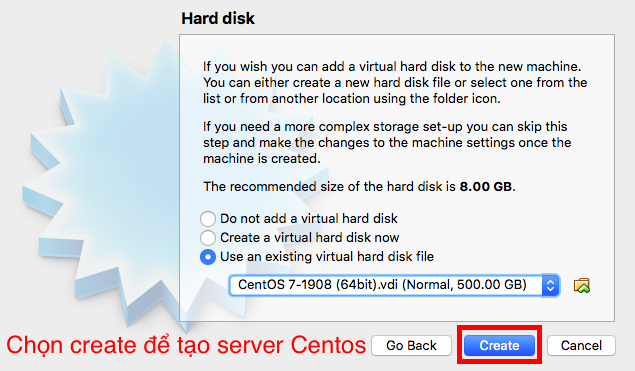 Hard disk
If you wish you can add a virtual hard disk to the new machine.
You can either create a new hard disk file or select one from the
list or from another location using the folder icon.
If you need a more complex storage set-up you can skip this
step and make the changes to the machine settings once the
machine is created.
The recommended size of the hard disk is 8.00 GB.
Do not add a virtual hard disk
Create a virtual hard disk now
Use an existing virtual hard disk file
CentOS 7-1908 (64bit).vdi (Normal, 500.00 GB)
Chọn create để tạo server Centos Go Back Create Cancel